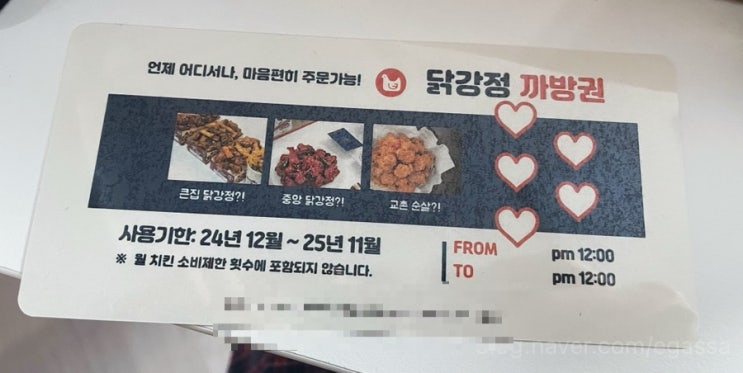 언제 어디서나, 마음편히 주문가능!
닭강정 까방권
큰집 닭강정?!
중앙 닭강정?!
교촌 순살?!
사용기한: 24년 12월 ~ 25년 11월
※ 월 치킨 소비제한 횟수에 포함되지 않습니다.
FROM pm 12:00
TO pm 12:00
blog.naver.com/egassa